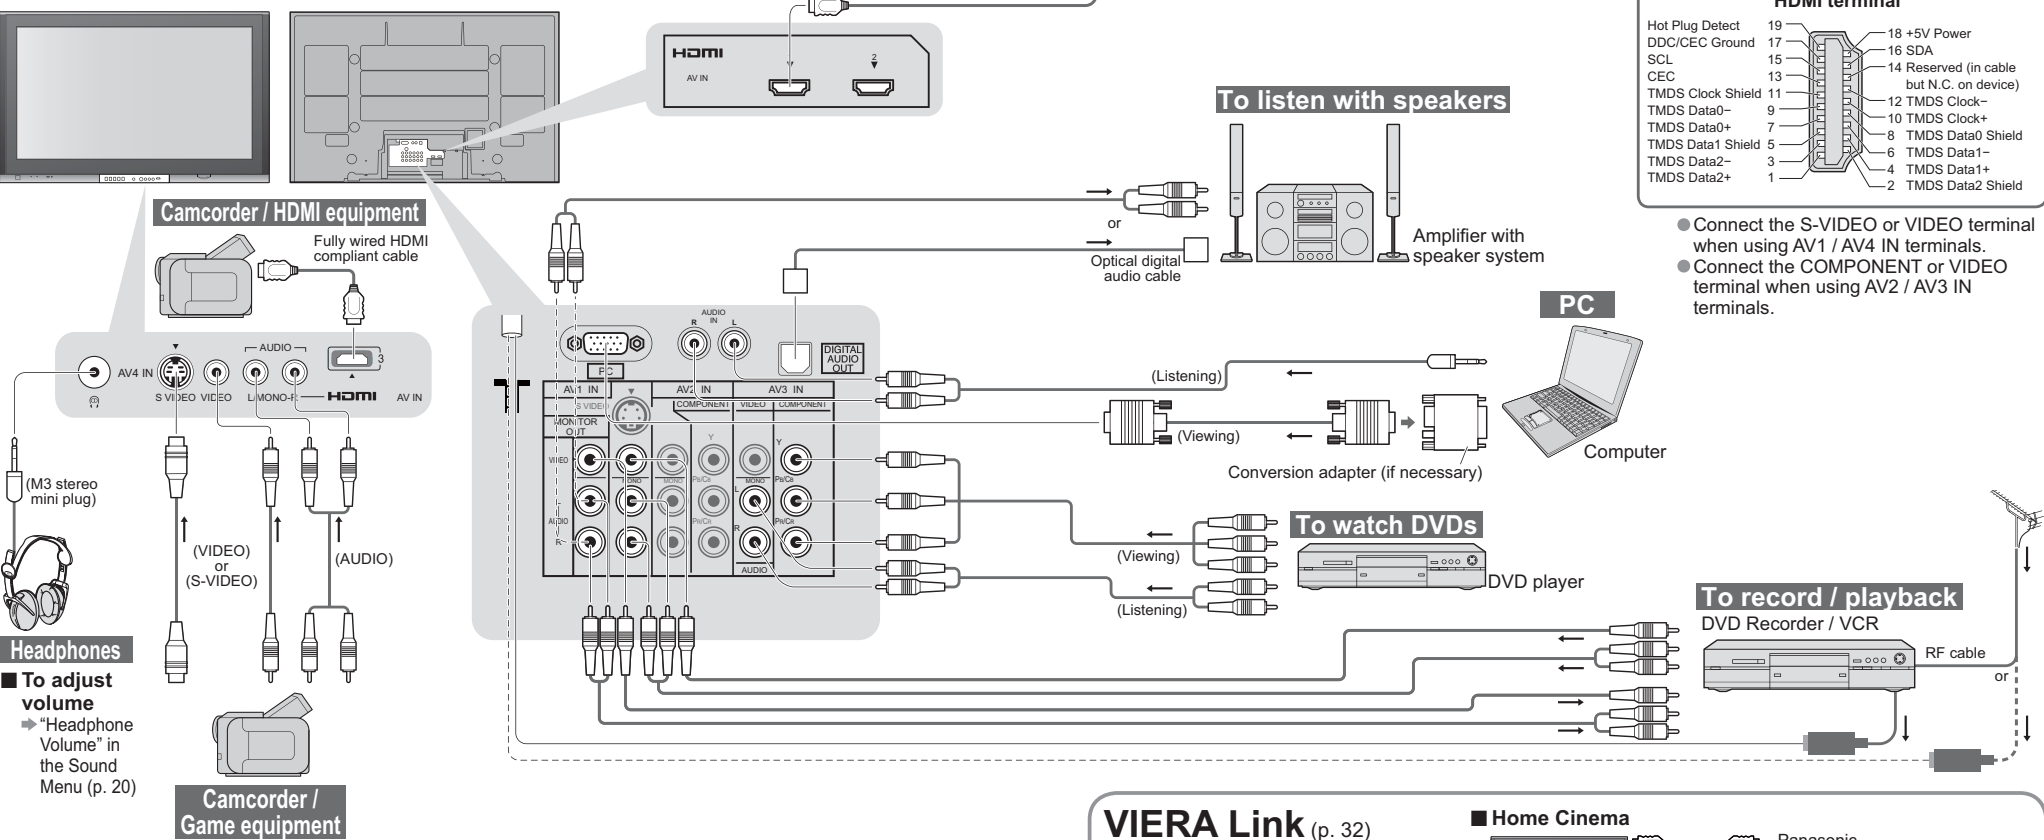 HDMI terminal
Hot Plug Detect 19
DDC/CEC Ground 17
SCL 15
CEC 13
TMDS Clock Shield 11
TMDS Data0− 9
TMDS Data0+ 7
TMDS Data1 Shield 5
TMDS Data2− 3
TMDS Data2+ 1
18 +5V Power
16 SDA
14 Reserved (in cable
but N.C. on device)
12 TMDS Clock−
10 TMDS Clock+
8 TMDS Data0 Shield
6 TMDS Data1−
4 TMDS Data1+
2 TMDS Data2 Shield
● Connect the S-VIDEO or VIDEO terminal
when using AV1 / AV4 IN terminals.
● Connect the COMPONENT or VIDEO
terminal when using AV2 / AV3 IN
terminals.
HDMI
AV IN
2
To listen with speakers
or
Optical digital
audio cable
Amplifier with
speaker system
Camcorder / HDMI equipment
Fully wired HDMI
compliant cable
AV4 IN
S VIDEO VIDEO
AUDIO
L/MONO-R
HDMI
3
AV IN
(M3 stereo
mini plug)
(VIDEO)
or
(S-VIDEO)
(AUDIO)
Headphones
■ To adjust
volume
➡ “Headphone
Volume” in
the Sound
Menu (p. 20)
Camcorder /
Game equipment
AUDIO
IN
R L
PC
DIGITAL
AUDIO
OUT
AV1 IN
AV2 IN
AV3 IN
S VIDEO
COMPONENT
VIDEO
COMPONENT
MONITOR
OUT
VIDEO
Y
Y
MONO
MONO
PB/CB
MONO
PB/CB
L
L
AUDIO
PR/CR
R
PR/CR
R
AUDIO
PC
(Listening)
(Viewing)
Conversion adapter (if necessary)
Computer
To watch DVDs
(Viewing)
(Listening)
DVD player
To record / playback
DVD Recorder / VCR
RF cable
or
VIERA Link (p. 32)
■ Home Cinema
Panasonic